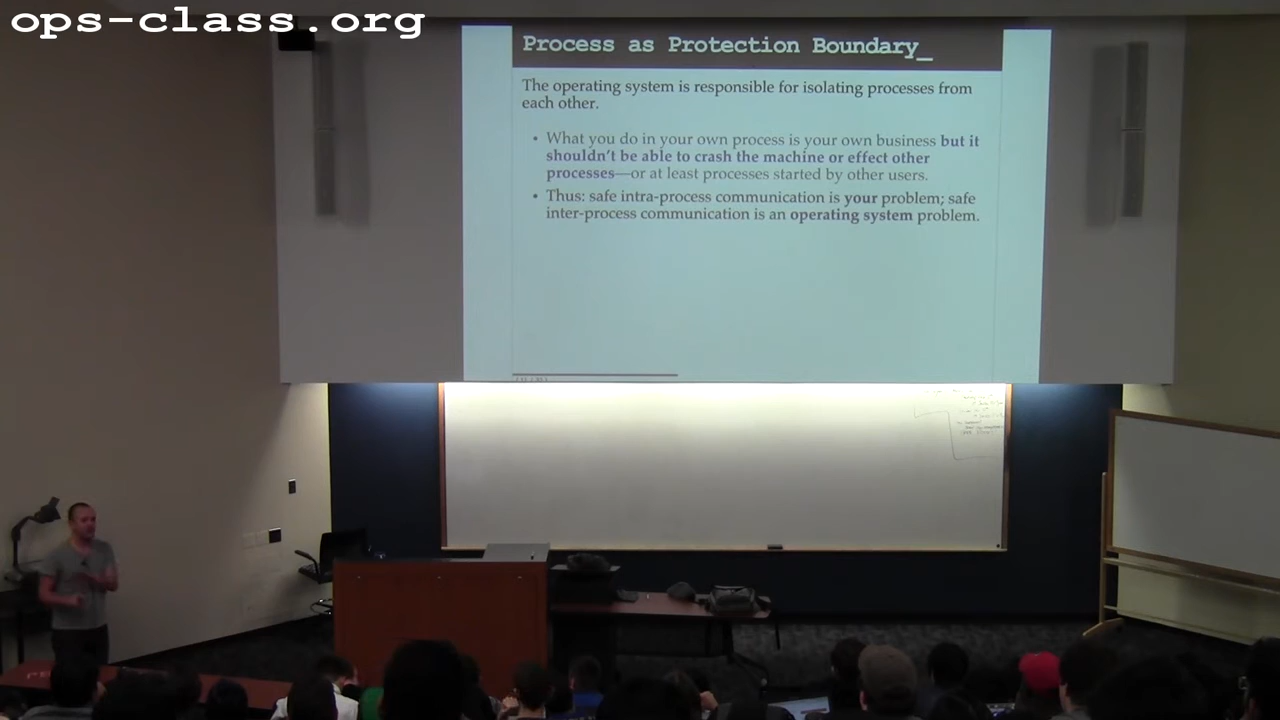 ops-class.org
Process as Protection Boundary_
The operating system is responsible for isolating processes from
each other.
• What you do in your own process is your own business but it
shouldn't be able to crash the machine or effect other
processes—or at least processes started by other users.
• Thus: safe intra-process communication is your problem; safe
inter-process communication is an operating system problem.